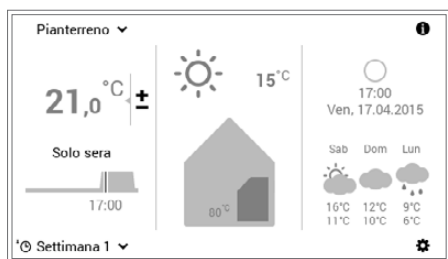 Pianterreno
21,0 °C ±
Solo sera
17:00
Settimana 1
15°C
80°C
17:00
Ven, 17.04.2015
Sab Dom Lun
16°C 12°C 9°C
11°C 10°C 6°C